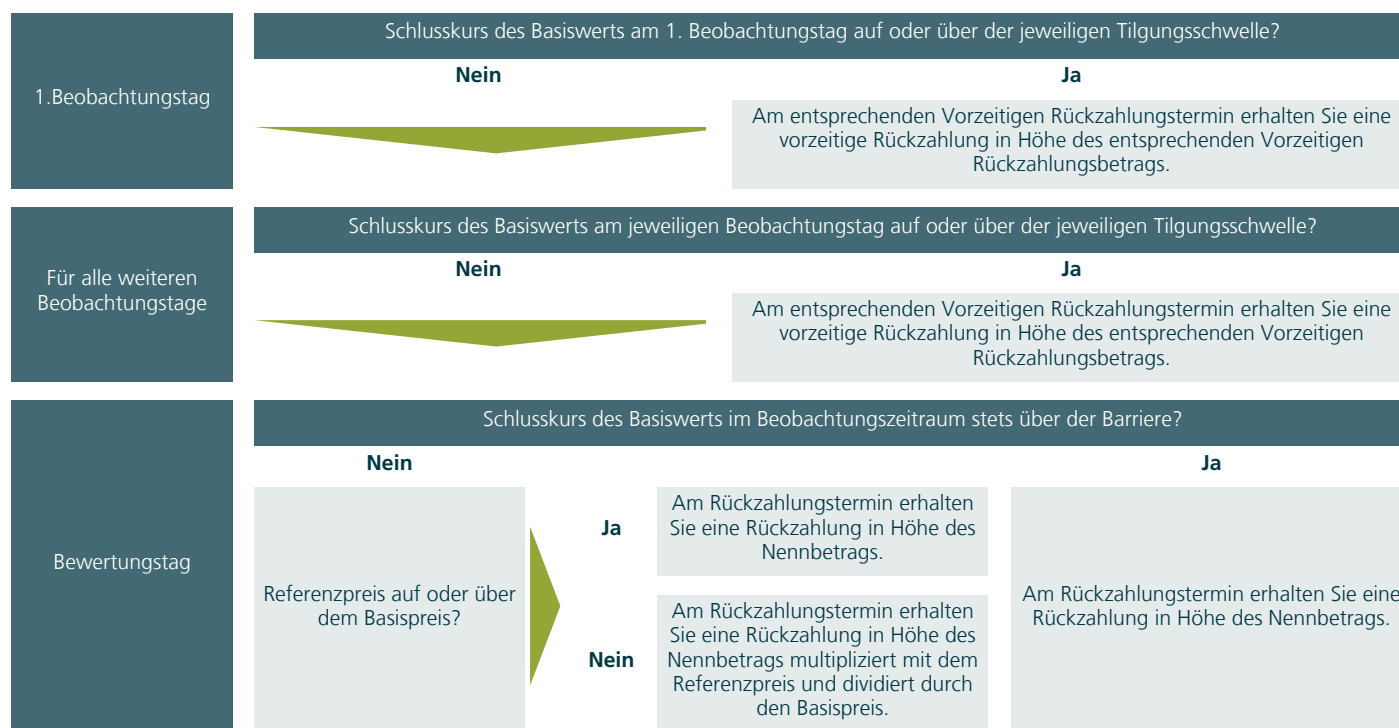 1.Beobachtungstag
Schlusskurs des Basiswerts am 1. Beobachtungstag auf oder über der jeweiligen Tilgungsschwelle?
Nein
Ja
Am entsprechenden Vorzeitigen Rückzahlungstermin erhalten Sie eine
vorzeitige Rückzahlung in Höhe des entsprechenden Vorzeitigen
Rückzahlungsbetrags.
Für alle weiteren
Beobachtungstage
Schlusskurs des Basiswerts am jeweiligen Beobachtungstag auf oder über der jeweiligen Tilgungsschwelle?
Nein
Ja
Am entsprechenden Vorzeitigen Rückzahlungstermin erhalten Sie eine
vorzeitige Rückzahlung in Höhe des entsprechenden Vorzeitigen
Rückzahlungsbetrags.
Bewertungstag
Schlusskurs des Basiswerts im Beobachtungszeitraum stets über der Barriere?
Nein
Ja
Referenzpreis auf oder über
dem Basispreis?
Ja
Am Rückzahlungstermin erhalten
Sie eine Rückzahlung in Höhe des
Nennbetrags.
Nein
Am Rückzahlungstermin erhalten
Sie eine Rückzahlung in Höhe des
Nennbetrags multipliziert mit dem
Referenzpreis und dividiert durch
den Basispreis.
Am Rückzahlungstermin erhalten Sie eine
Rückzahlung in Höhe des Nennbetrags.